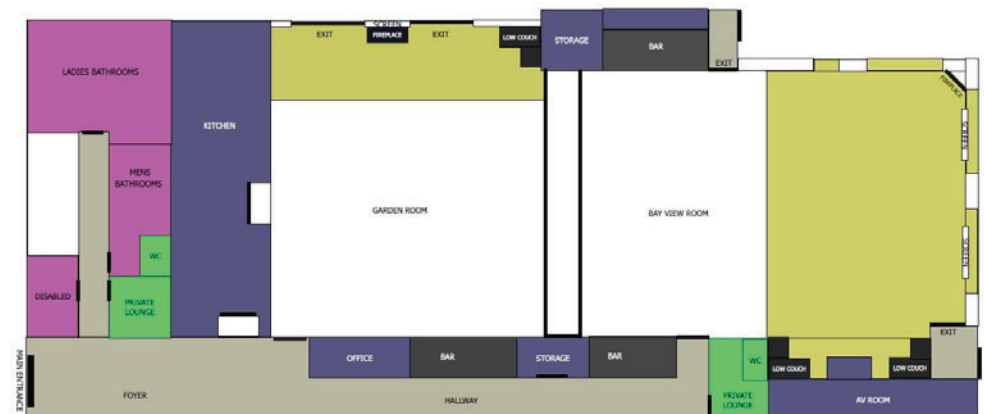 SCREEN
EXIT
FIREPLACE
EXIT
LOW COUCH
STORAGE
BAR
EXIT
LADIES BATHROOMS
KITCHEN
FIREPLACE
SCREEN
MENS
BATHROOMS
GARDEN ROOM
BAY VIEW ROOM
SCREEN
WC
DISABLED
PRIVATE
LOUNGE
EXIT
OFFICE
BAR
STORAGE
BAR
WC
LOW COUCH
LOW COUCH
MAIN ENTRANCE
FOYER
HALLWAY
PRIVATE
LOUNGE
AV ROOM